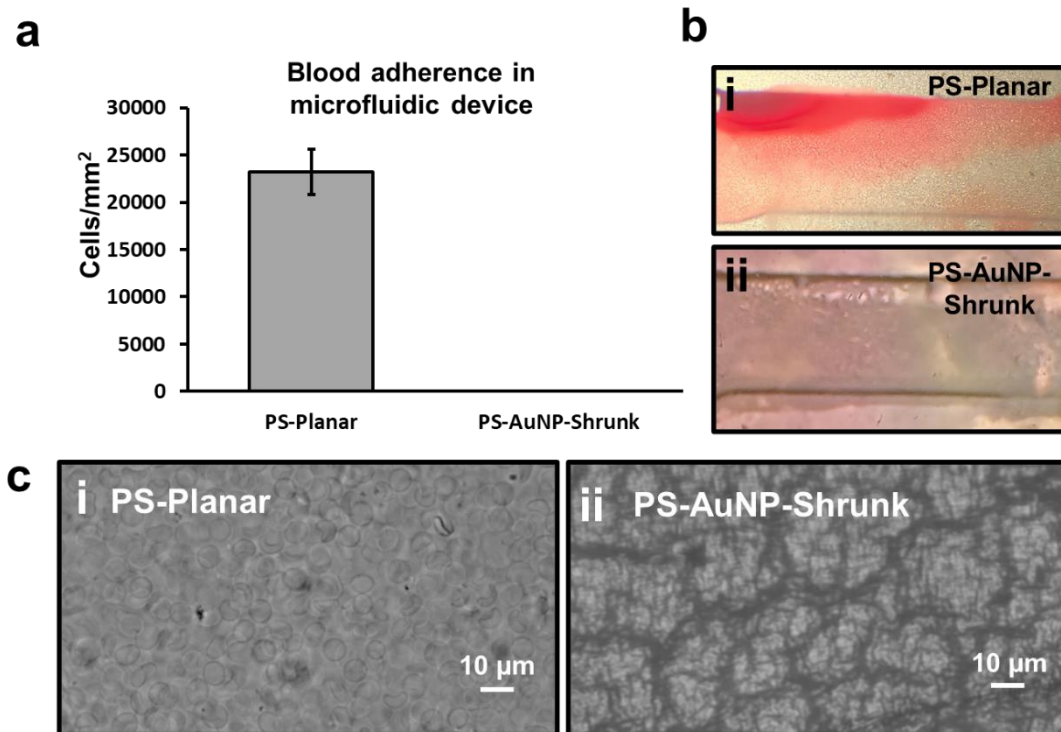 a
Blood adherence in
microfluidic device
Cells/mm²
30000
25000
20000
15000
10000
5000
0
PS-Planar
PS-AuNP-Shrunk
b
i
PS-Planar
ii
PS-AuNP-
Shrunk
c
i PS-Planar
10 µm
ii PS-AuNP-Shrunk
10 µm